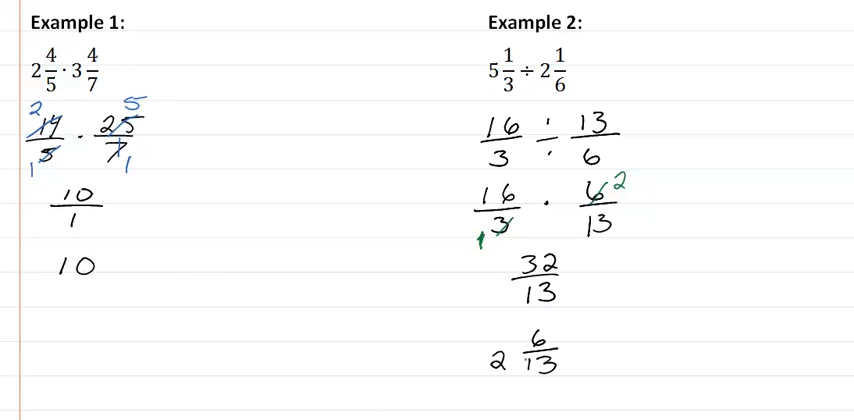 Example 1:
2 4/5 · 3 4/7
2 5
14/5 · 25/7
1 1
10/1
10
Example 2:
5 1/3 ÷ 2 1/6
16/3 ÷ 13/6
16/3 · 6/13
2
1
32/13
2 6/13